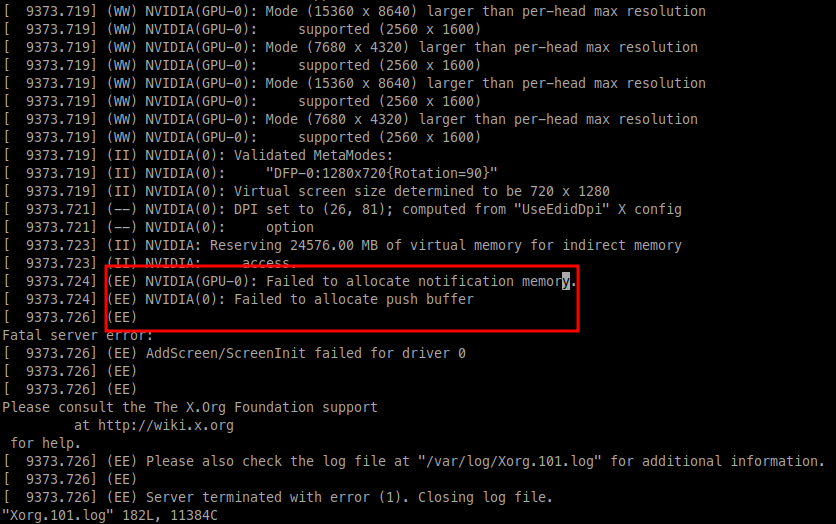 [  9373.719] (WW) NVIDIA(GPU-0): Mode (15360 x 8640) larger than per-head max resolution
[  9373.719] (WW) NVIDIA(GPU-0):     supported (2560 x 1600)
[  9373.719] (WW) NVIDIA(GPU-0): Mode (7680 x 4320) larger than per-head max resolution
[  9373.719] (WW) NVIDIA(GPU-0):     supported (2560 x 1600)
[  9373.719] (WW) NVIDIA(GPU-0): Mode (15360 x 8640) larger than per-head max resolution
[  9373.719] (WW) NVIDIA(GPU-0):     supported (2560 x 1600)
[  9373.719] (WW) NVIDIA(GPU-0): Mode (7680 x 4320) larger than per-head max resolution
[  9373.719] (WW) NVIDIA(GPU-0):     supported (2560 x 1600)
[  9373.719] (II) NVIDIA(0): Validated MetaModes:
[  9373.719] (II) NVIDIA(0):     "DFP-0:1280x720{Rotation=90}"
[  9373.719] (II) NVIDIA(0): Virtual screen size determined to be 720 x 1280
[  9373.721] (--) NVIDIA(0): DPI set to (26, 81); computed from "UseEdidDpi" X config
[  9373.721] (--) NVIDIA(0):     option
[  9373.723] (II) NVIDIA: Reserving 24576.00 MB of virtual memory for indirect memory
[  9373.723] (II) NVIDIA:     access.
[  9373.724] (EE) NVIDIA(GPU-0): Failed to allocate notification memory.
[  9373.724] (EE) NVIDIA(0): Failed to allocate push buffer
[  9373.726] (EE)
Fatal server error:
[  9373.726] (EE) AddScreen/ScreenInit failed for driver 0
[  9373.726] (EE)
[  9373.726] (EE)
Please consult the The X.Org Foundation support
         at http://wiki.x.org
 for help.
[  9373.726] (EE) Please also check the log file at "/var/log/Xorg.101.log" for additional information.
[  9373.726] (EE)
[  9373.726] (EE) Server terminated with error (1). Closing log file.
"Xorg.101.log" 182L, 11384C